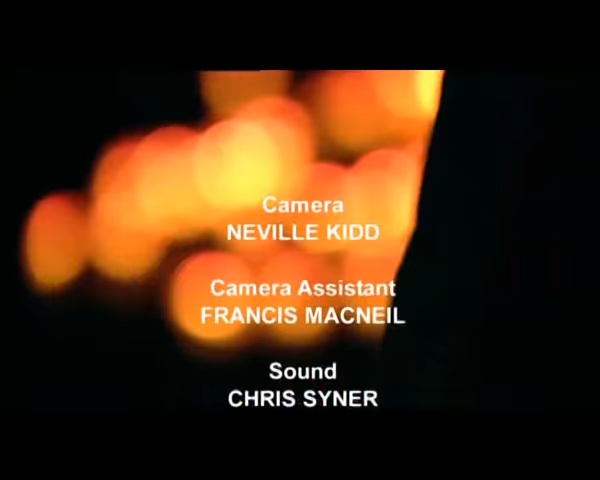 Camera
NEVILLE KIDD
Camera Assistant
FRANCIS MACNEIL
Sound
CHRIS SYNER